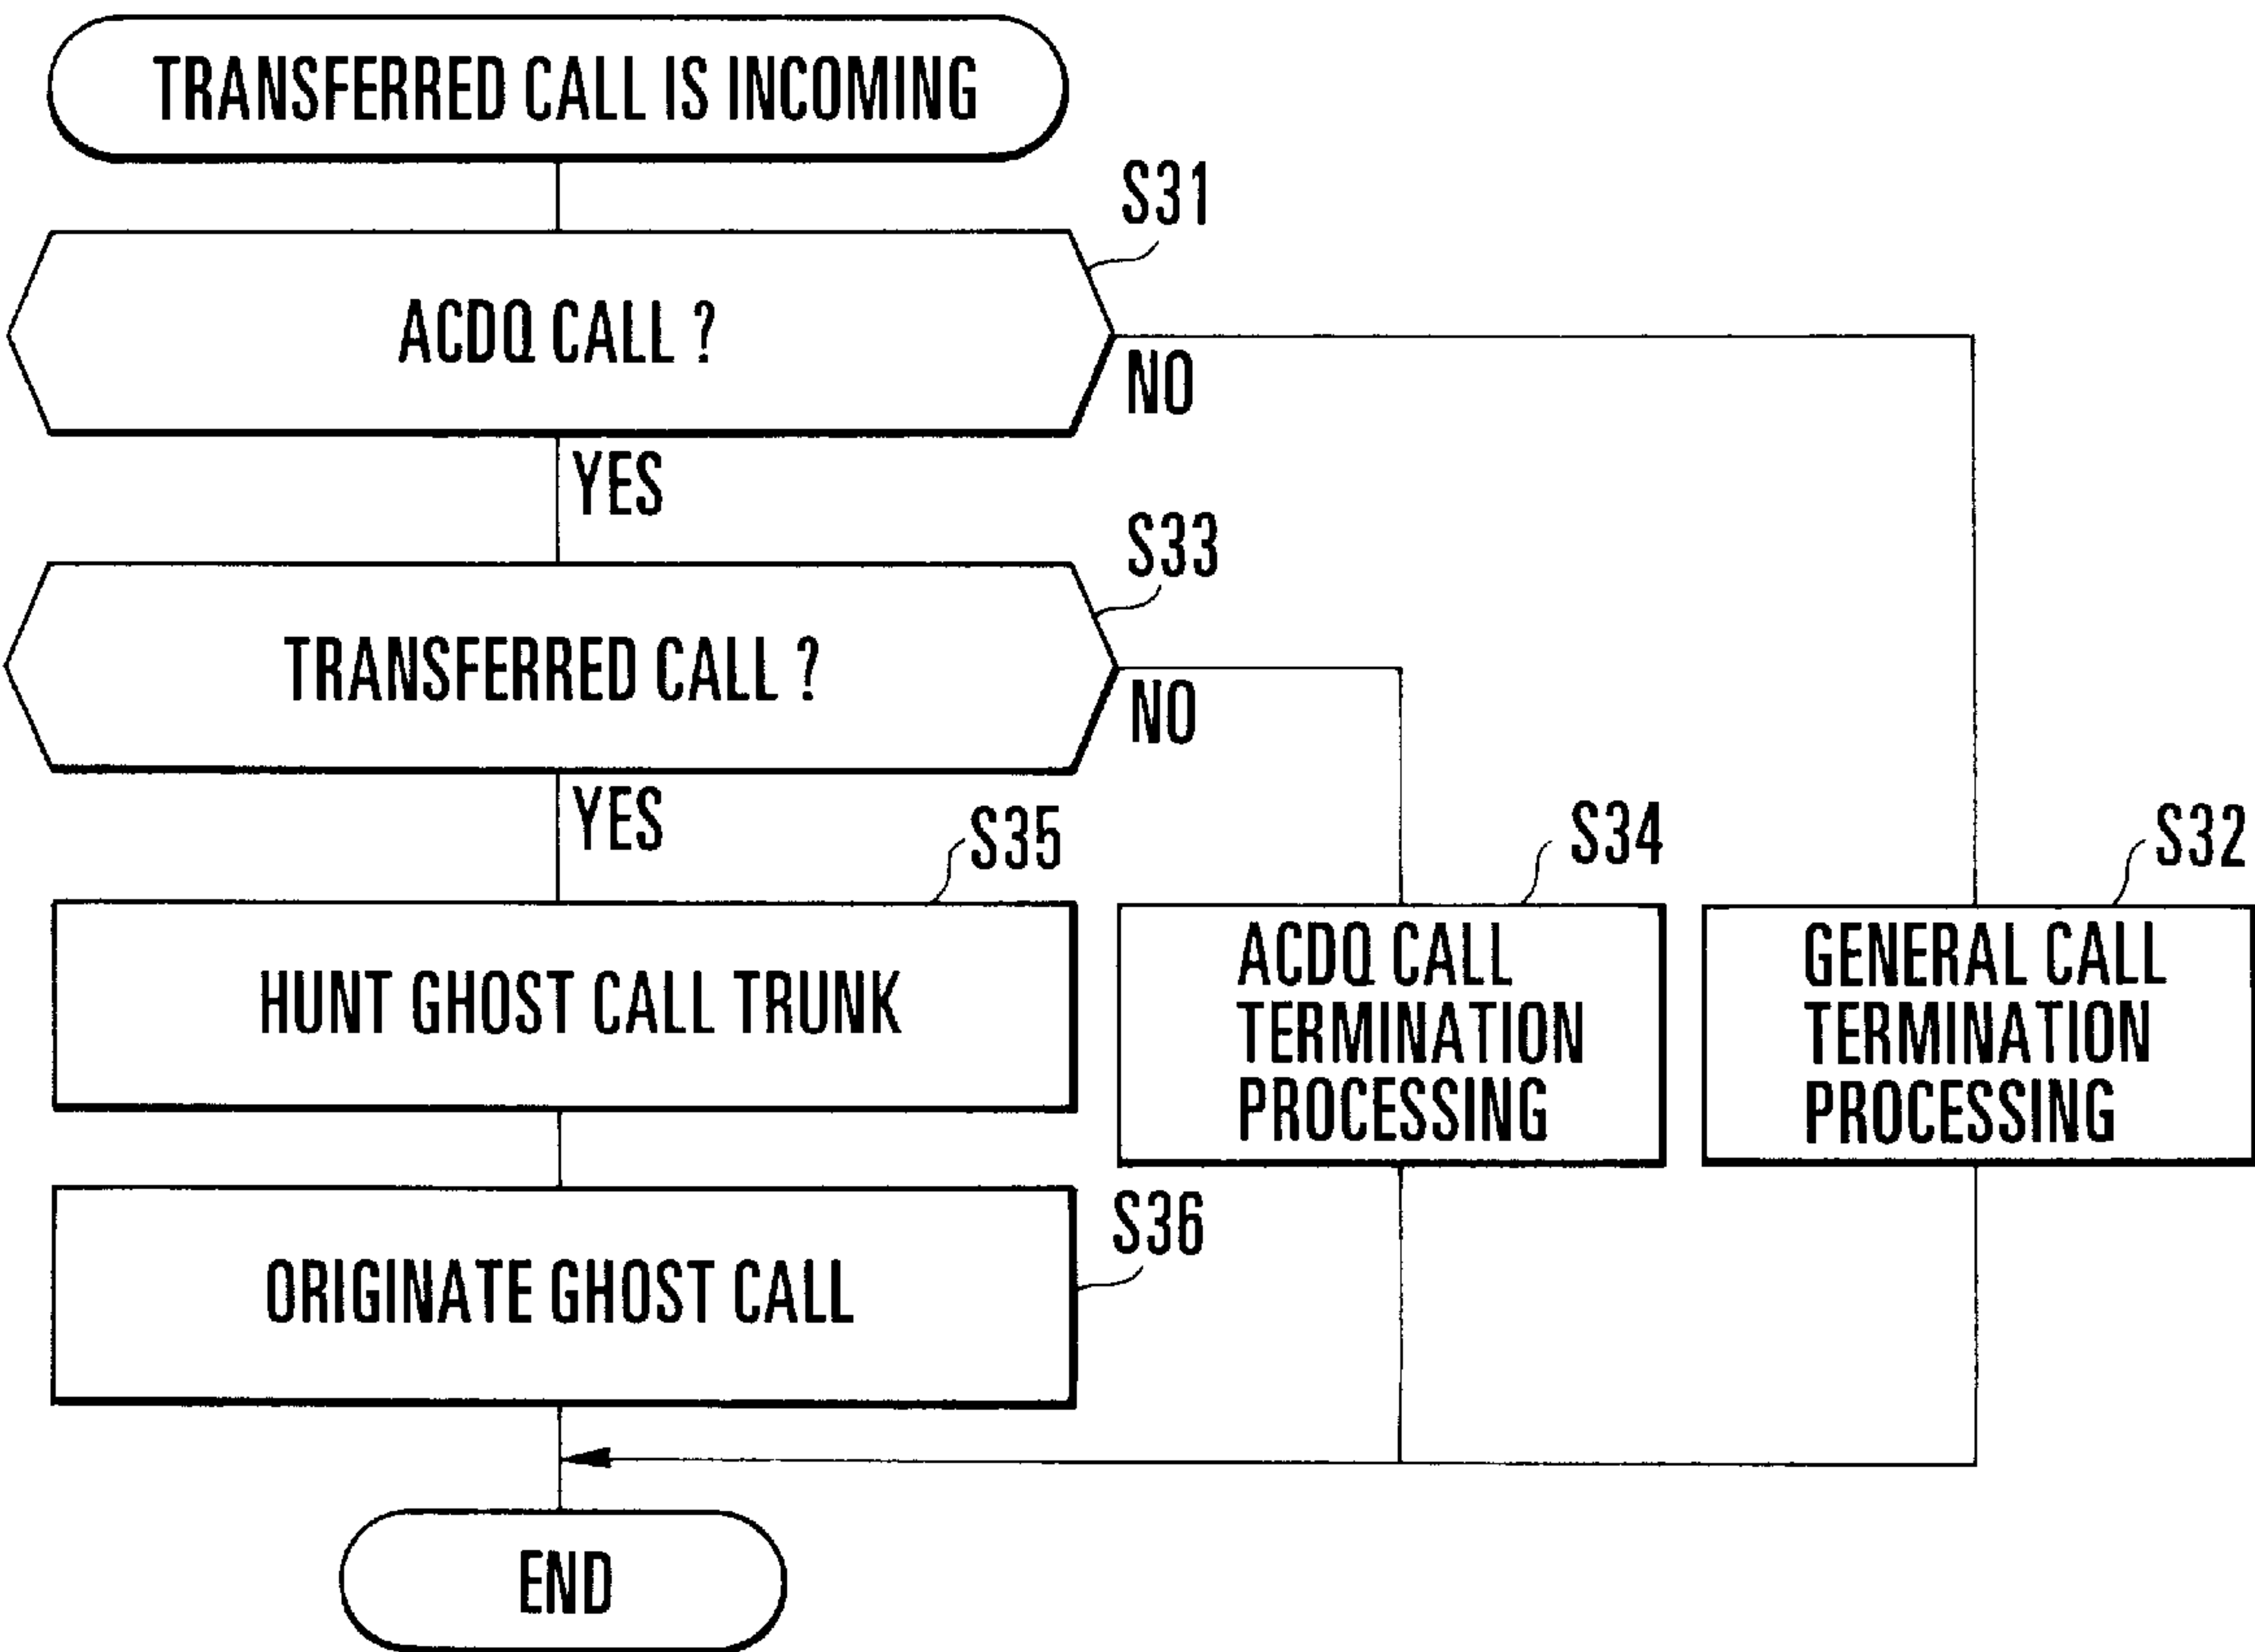 TRANSFERRED CALL IS INCOMING
S31
ACDQ CALL ?
NO
YES
S33
TRANSFERRED CALL ?
NO
YES
S35
S34
S32
HUNT GHOST CALL TRUNK
ACDQ CALL
TERMINATION
PROCESSING
GENERAL CALL
TERMINATION
PROCESSING
S36
ORIGINATE GHOST CALL
END